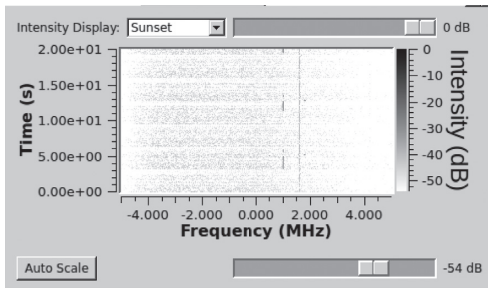 Intensity Display: Sunset 0 dB
2.00e+01
1.50e+01
1.00e+01
5.00e+00
0.00e+00
Time (s)
-4.000 -2.000 0.000 2.000 4.000
Frequency (MHz)
0
-10
-20
-30
-40
-50
Intensity (dB)
Auto Scale -54 dB